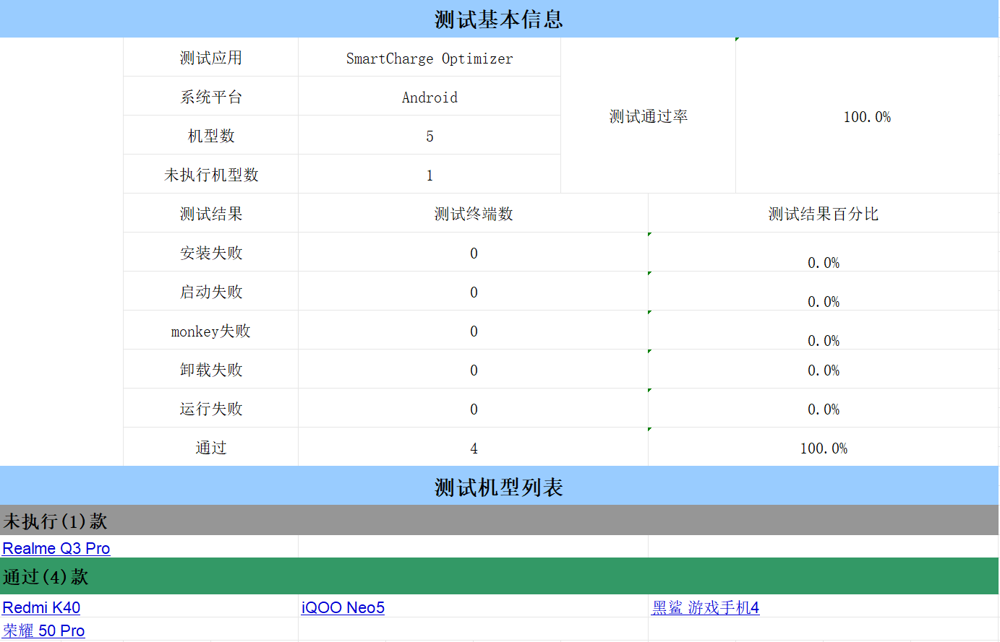 测试基本信息
测试应用 SmartCharge Optimizer
系统平台 Android
测试通过率 100.0%
机型数 5
未执行机型数 1
测试结果 测试终端数 测试结果百分比
安装失败 0 0.0%
启动失败 0 0.0%
monkey失败 0 0.0%
卸载失败 0 0.0%
运行失败 0 0.0%
通过 4 100.0%
测试机型列表
未执行(1)款
Realme Q3 Pro
通过(4)款
Redmi K40 iQOO Neo5 黑鲨 游戏手机4
荣耀 50 Pro